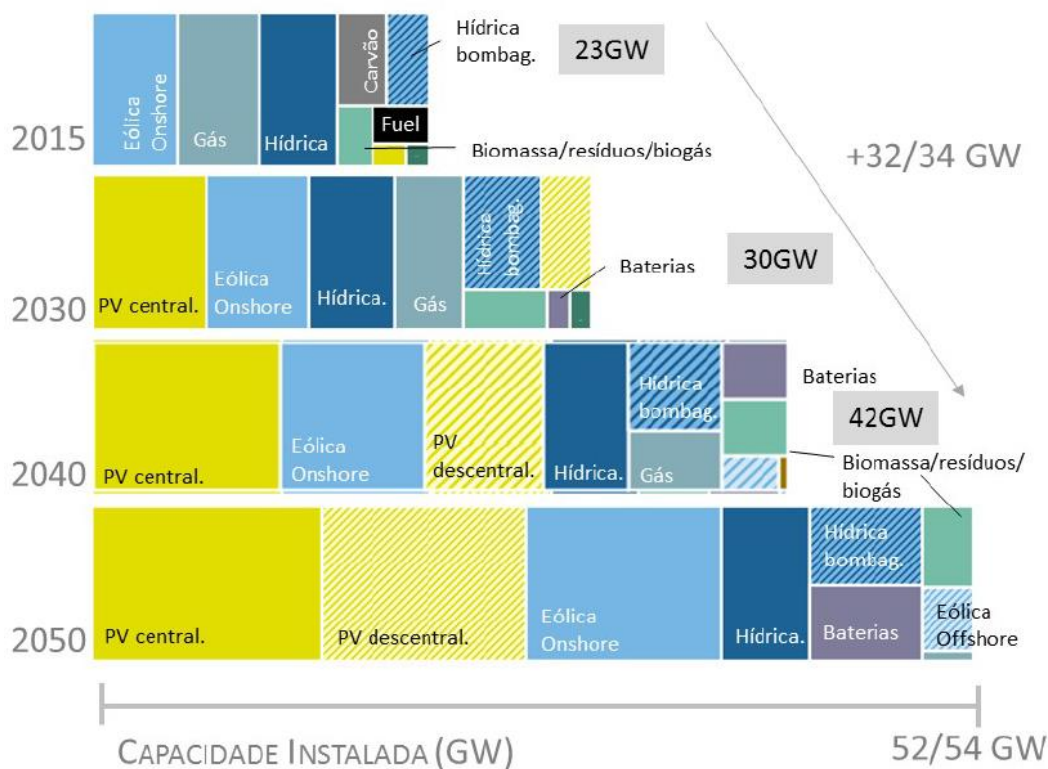 2015
Eólica
Onshore
Gás
Hídrica
Carvão
Fuel
Hídrica
bombag.
23GW
Biomassa/resíduos/biogás
+32/34 GW
2030
PV central.
Eólica
Onshore
Hídrica.
Gás
Hídrica
bombag.
Baterias
30GW
2040
PV central.
Eólica
Onshore
PV
descentral.
Hídrica.
Hídrica
bombag.
Gás
Baterias
42GW
Biomassa/resíduos/
biogás
2050
PV central.
PV descentral.
Eólica
Onshore
Hídrica.
Hídrica
bombag.
Baterias
Eólica
Offshore
CAPACIDADE INSTALADA (GW)
52/54 GW